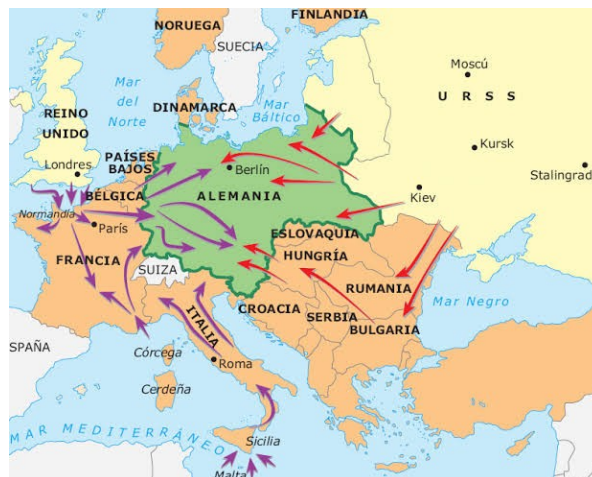 NORUEGA
FINLANDIA
SUECIA
Moscú
U R S S
Mar
del
Norte
DINAMARCA
Mar
Báltico
REINO
UNIDO
Londres
PAÍSES
BAJOS
Berlín
Kursk
Stalingrad
BÉLGICA
ALEMANIA
Kiev
Normandía
París
ESLOVAQUIA
HUNGRÍA
FRANCIA
SUIZA
RUMANIA
CROACIA
SERBIA
Mar Negro
BULGARIA
ITALIA
SPAÑA
Córcega
Roma
Cerdeña
MAR MEDITERRÁNEO
Sicilia
Malta